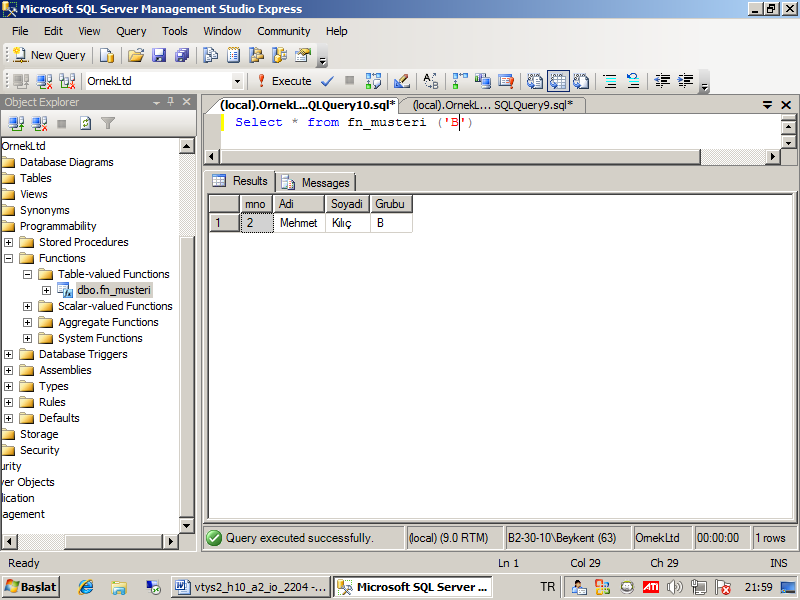 Microsoft SQL Server Management Studio Express
File Edit View Query Tools Window Community Help
New Query
OrnekLtd Execute
Object Explorer
(local).OrnekL...QLQuery10.sql* (local).OrnekL... SQLQuery9.sql*
Select * from fn_musteri ('B')
OrnekLtd
Database Diagrams
Tables
Views
Synonyms
Programmability
Stored Procedures
Functions
Table-valued Functions
dbo.fn_musteri
Scalar-valued Functions
Aggregate Functions
System Functions
Database Triggers
Assemblies
Types
Rules
Defaults
Storage
Security
urity
ver Objects
lication
agement
Results Messages
mno Adi Soyadi Grubu
1 2 Mehmet Kılıç B
Query executed successfully. (local) (9.0 RTM) B2-30-10\Beykent (63) OrnekLtd 00:00:00 1 rows
Ready Ln 1 Col 29 Ch 29 INS
Başlat vtys2_h10_a2_io_2204 -... Microsoft SQL Server ... TR ATI 21:59